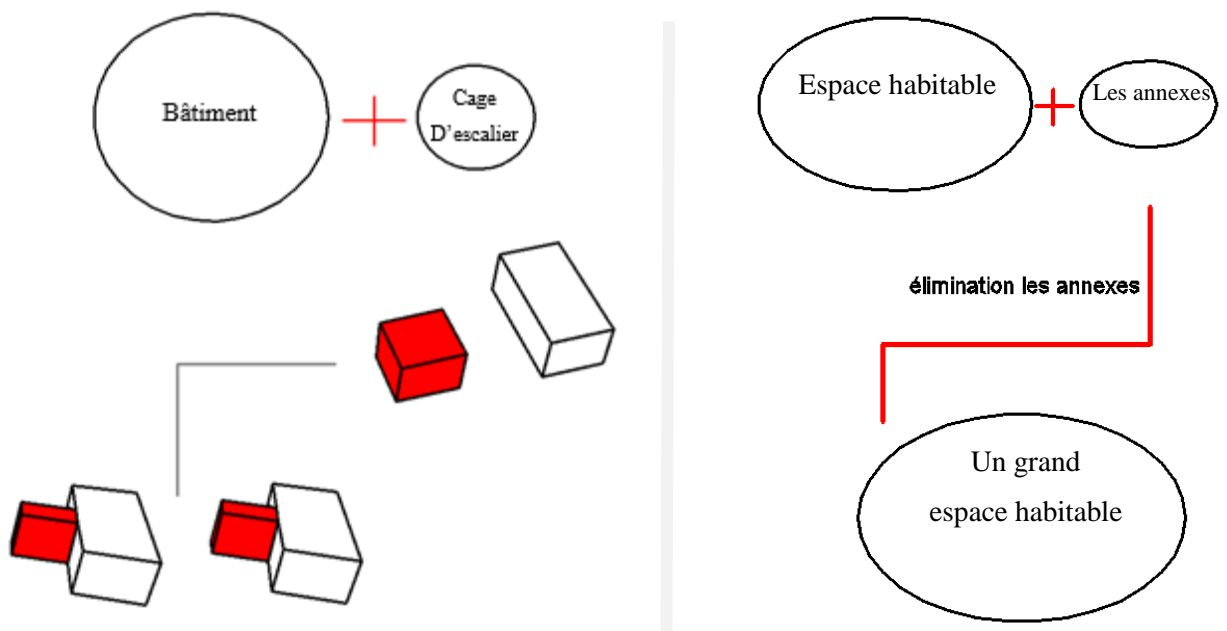 Bâtiment
Cage
D'escalier
Espace habitable
Les annexes
élimination les annexes
Un grand
espace habitable